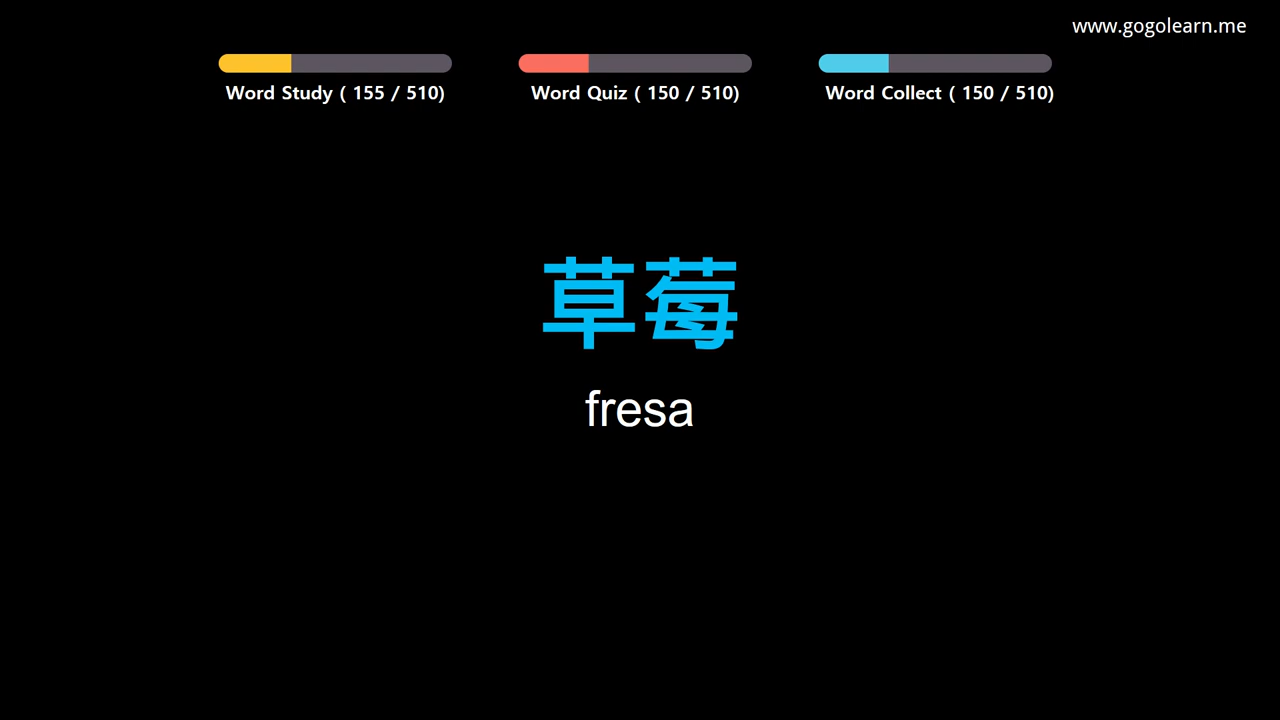 www.gogolearn.me
Word Study ( 155 / 510)
Word Quiz ( 150 / 510)
Word Collect ( 150 / 510)
草莓
fresa